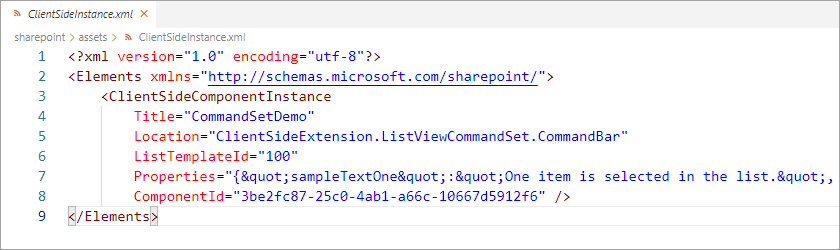 ClientSideInstance.xml ×
sharepoint > assets > ClientSideInstance.xml
1 <?xml version="1.0" encoding="utf-8"?>
2 <Elements xmlns="http://schemas.microsoft.com/sharepoint/">
3 <ClientSideComponentInstance
4 Title="CommandSetDemo"
5 Location="ClientSideExtension.ListViewCommandSet.CommandBar"
6 ListTemplateId="100"
7 Properties="{&quot;sampleTextOne&quot;:&quot;One item is selected in the list.&quot;,
8 ComponentId="3be2fc87-25c0-4ab1-a66c-10667d5912f6" />
9 </Elements>